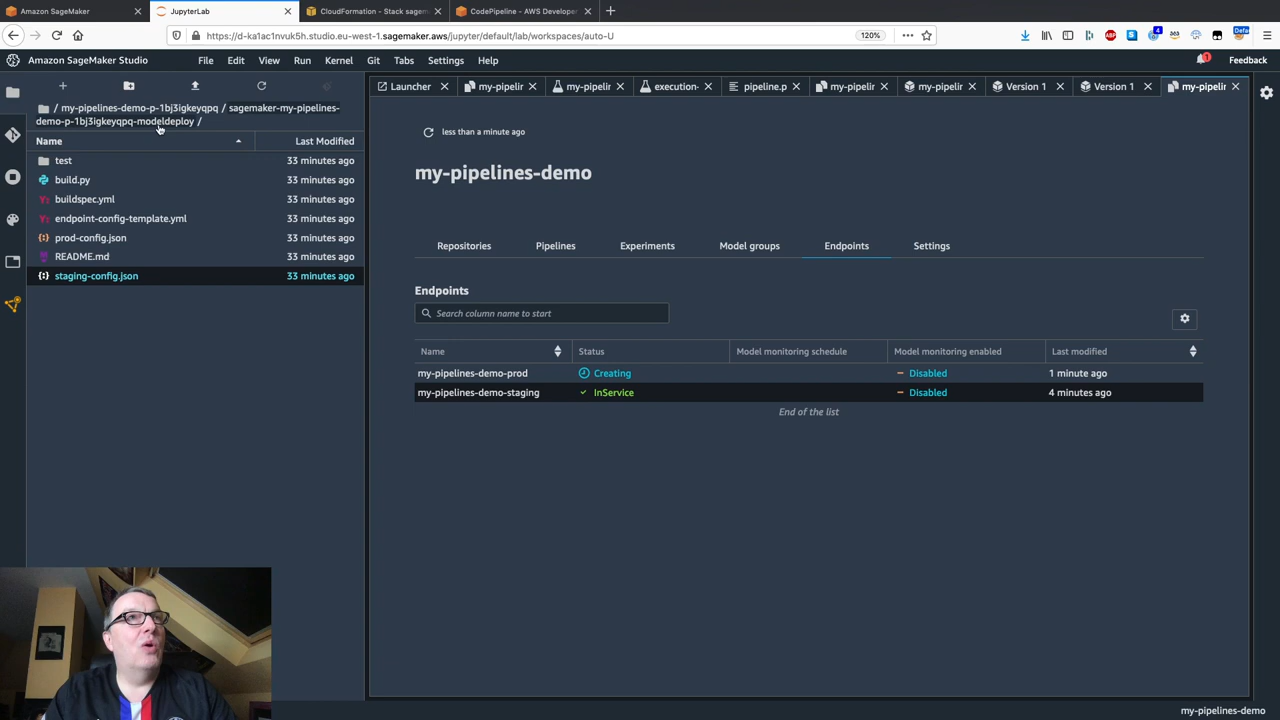 Amazon SageMaker
JupyterLab
CloudFormation - Stack sagem
CodePipeline - AWS Developer
https://d-ka1ac1nvuk5h.studio.eu-west-1.sagemaker.aws/jupyter/default/lab/workspaces/auto-U
120%
4
ABP
Defa
Amazon SageMaker Studio
File Edit View Run Kernel Git Tabs Settings Help
1
Feedback
/ my-pipelines-demo-p-1bj3igkeyqpq / sagemaker-my-pipelines-
demo-p-1bj3igkeyqpq-modeldeploy /
Name Last Modified
test 33 minutes ago
build.py 33 minutes ago
buildspec.yml 33 minutes ago
endpoint-config-template.yml 33 minutes ago
prod-config.json 33 minutes ago
README.md 33 minutes ago
staging-config.json 33 minutes ago
Launcher
my-pipelir
my-pipelir
execution-
pipeline.p
my-pipelir
my-pipelin
Version 1
Version 1
my-pipelir
less than a minute ago
my-pipelines-demo
Repositories Pipelines Experiments Model groups Endpoints Settings
Endpoints
Search column name to start
Name Status Model monitoring schedule Model monitoring enabled Last modified
my-pipelines-demo-prod Creating Disabled 1 minute ago
my-pipelines-demo-staging InService Disabled 4 minutes ago
End of the list
my-pipelines-demo